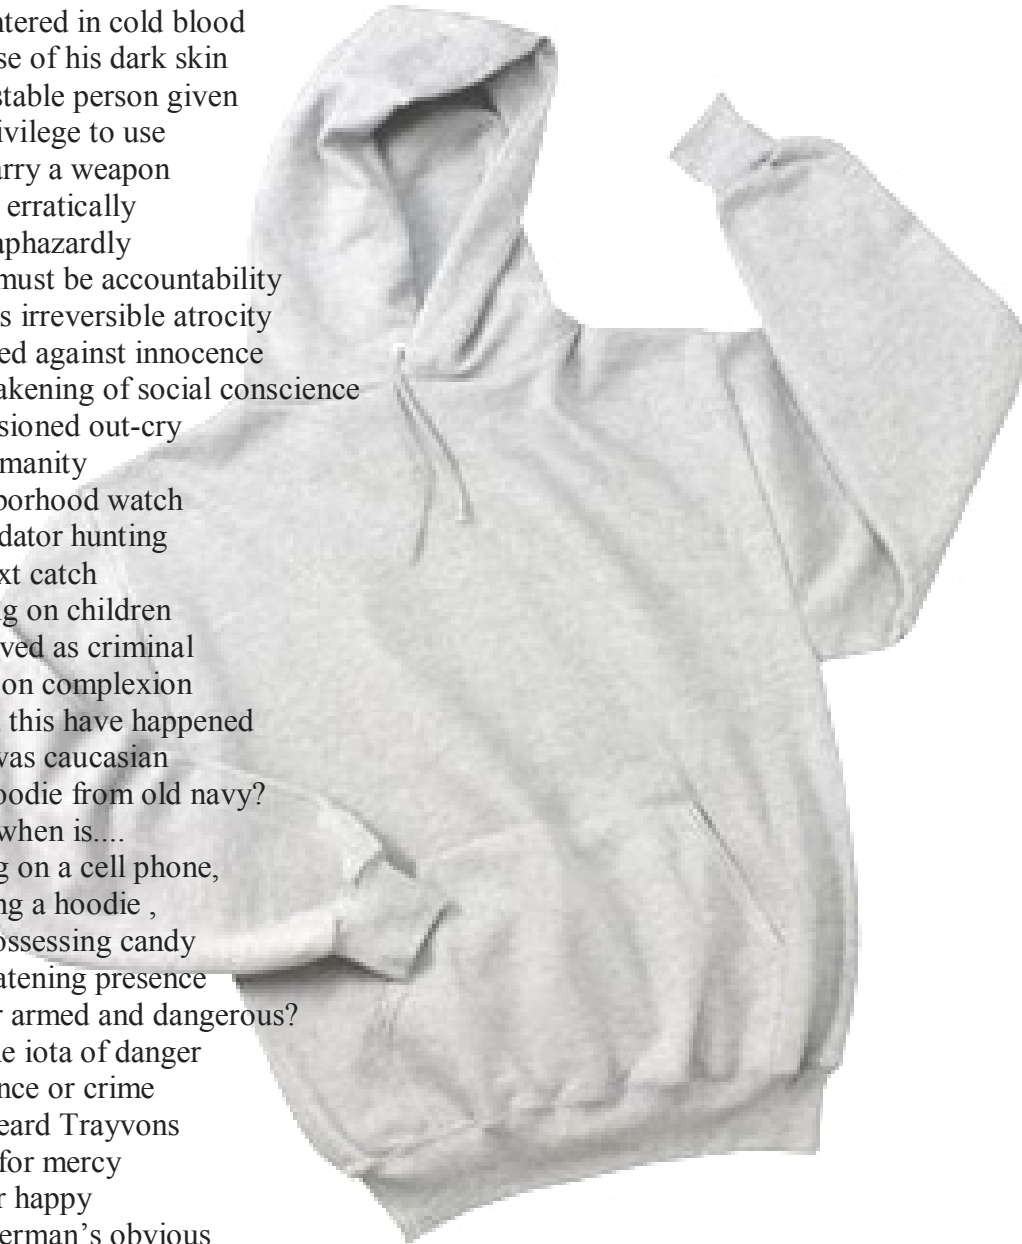 ntered in cold blood
se of his dark skin
stable person given
ivilege to use
arry a weapon
erratically
aphazardly
must be accountability
s irreversible atrocity
ed against innocence
akening of social conscience
sioned out-cry
manity
borhood watch
dator hunting
xt catch
g on children
ved as criminal
on complexion
this have happened
was caucasian
oodie from old navy?
when is....
g on a cell phone,
ng a hoodie ,
ossessing candy
atening presence
r armed and dangerous?
e iota of danger
nce or crime
eard Trayvons
for mercy
r happy
erman's obvious